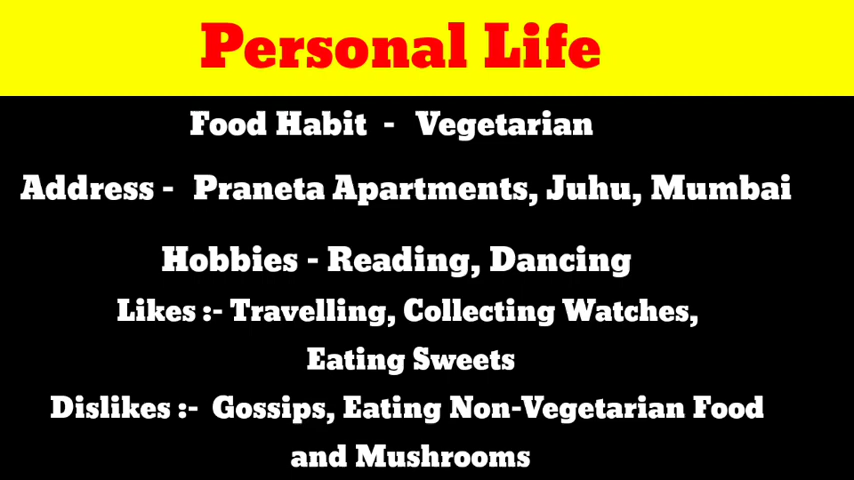 Personal Life
Food Habit - Vegetarian
Address - Praneta Apartments, Juhu, Mumbai
Hobbies - Reading, Dancing
Likes :- Travelling, Collecting Watches,
Eating Sweets
Dislikes :- Gossips, Eating Non-Vegetarian Food
and Mushrooms